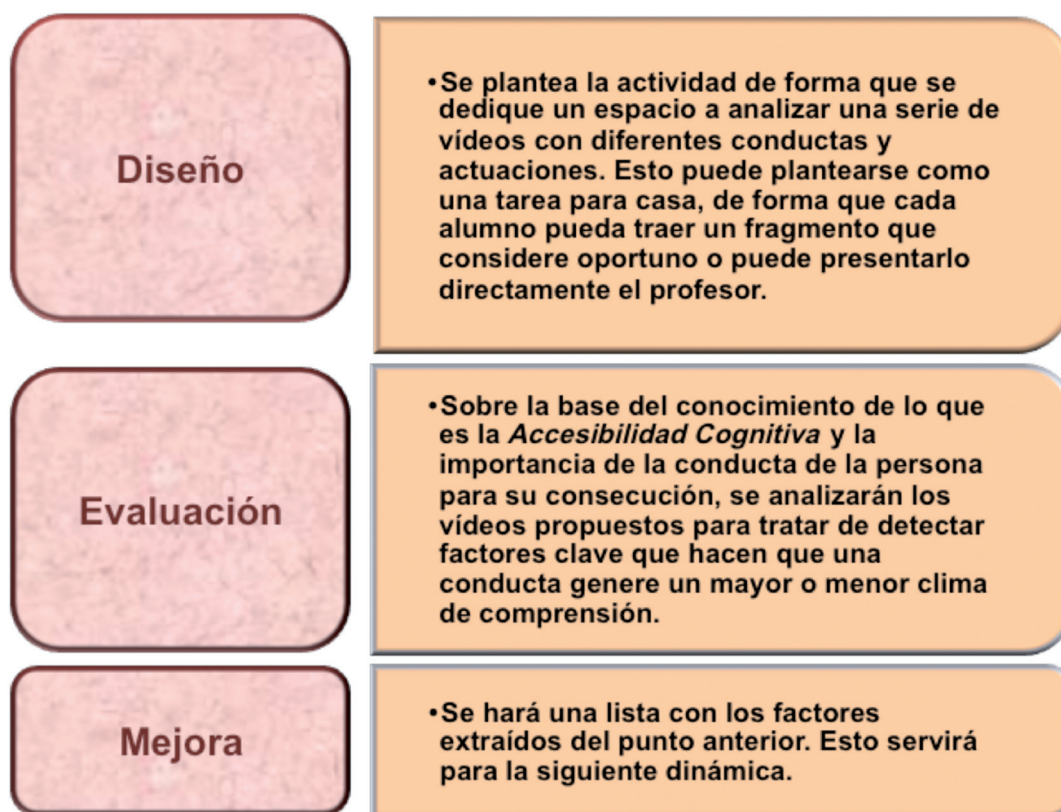 Diseño
•Se plantea la actividad de forma que se
dedique un espacio a analizar una serie de
vídeos con diferentes conductas y
actuaciones. Esto puede plantearse como
una tarea para casa, de forma que cada
alumno pueda traer un fragmento que
considere oportuno o puede presentarlo
directamente el profesor.
Evaluación
•Sobre la base del conocimiento de lo que
es la Accesibilidad Cognitiva y la
importancia de la conducta de la persona
para su consecución, se analizarán los
vídeos propuestos para tratar de detectar
factores clave que hacen que una
conducta genere un mayor o menor clima
de comprensión.
Mejora
•Se hará una lista con los factores
extraídos del punto anterior. Esto servirá
para la siguiente dinámica.